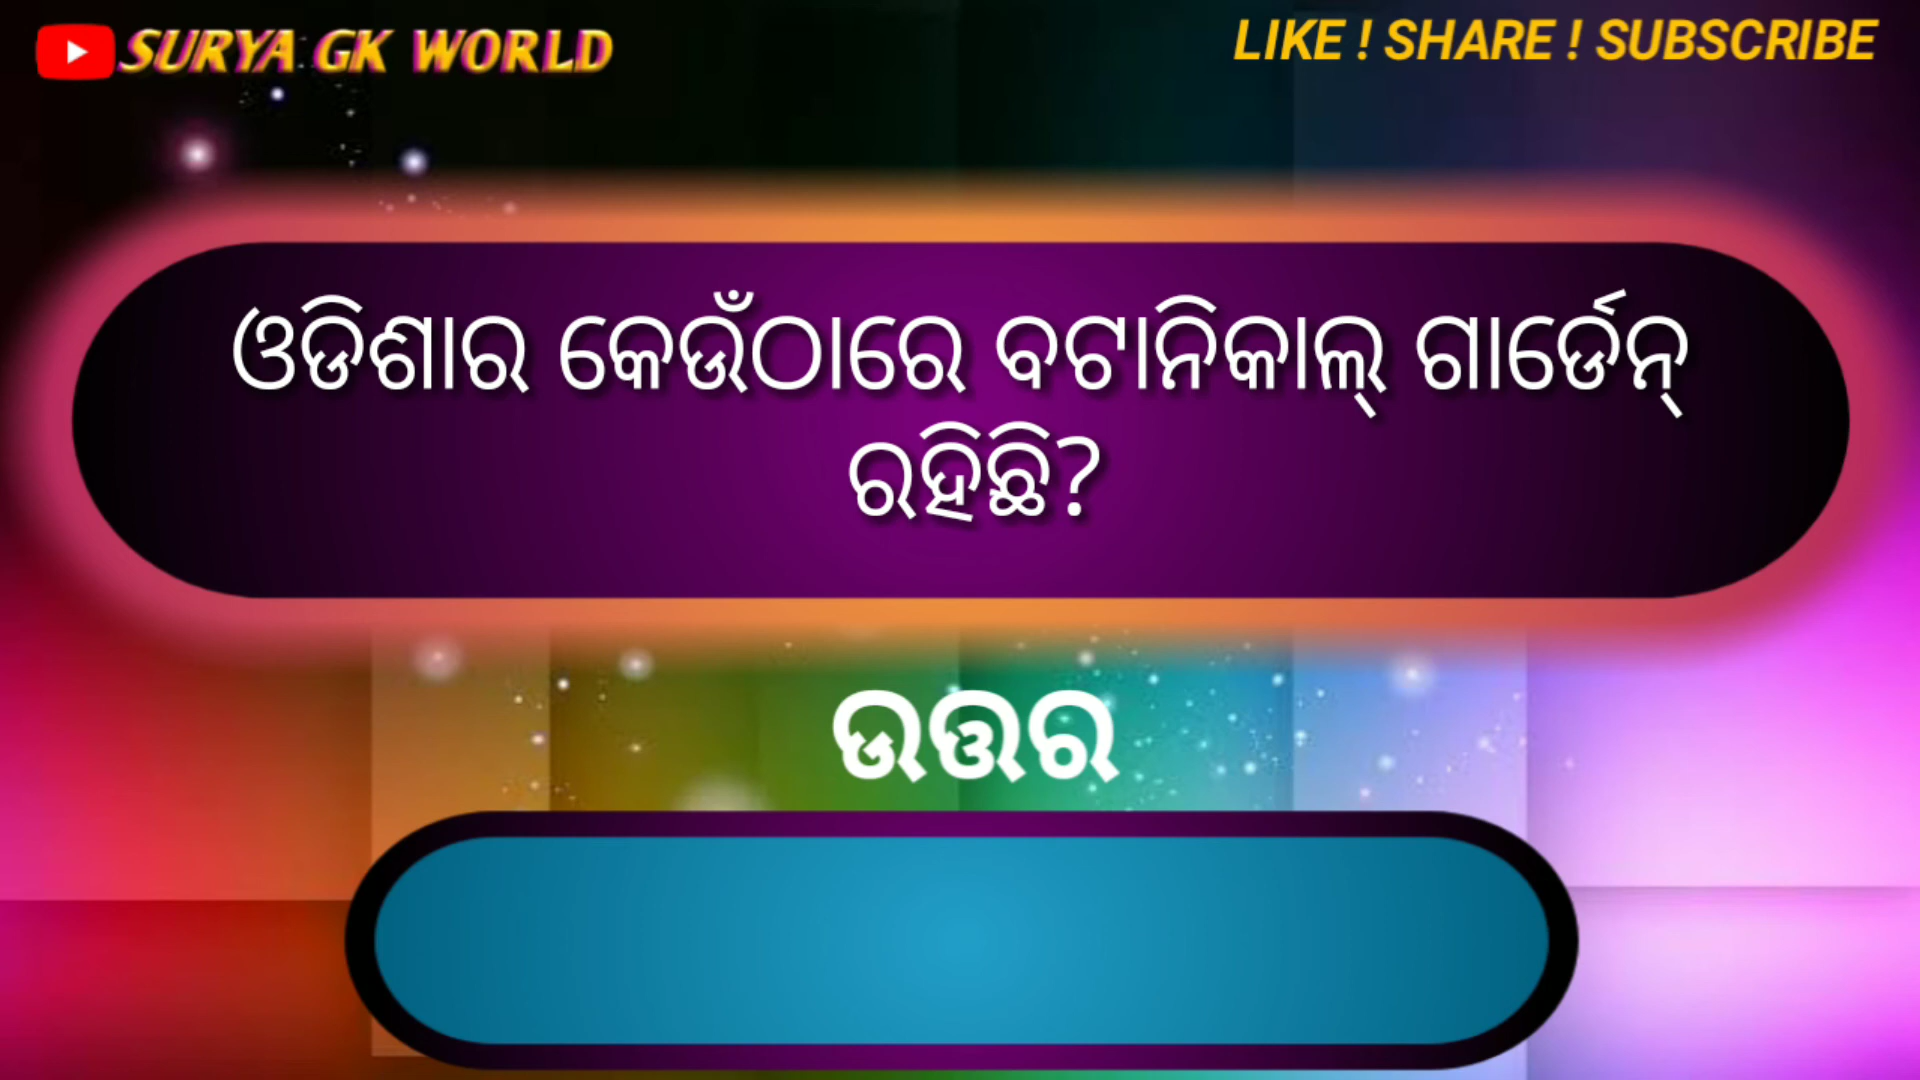 SURYA GK WORLD
LIKE ! SHARE ! SUBSCRIBE
ଓଡିଶାର କେଉଁଠାରେ ବଟାନିକାଲ୍ ଗାର୍ଡେନ୍
ରହିଛି?
ଉତ୍ତର